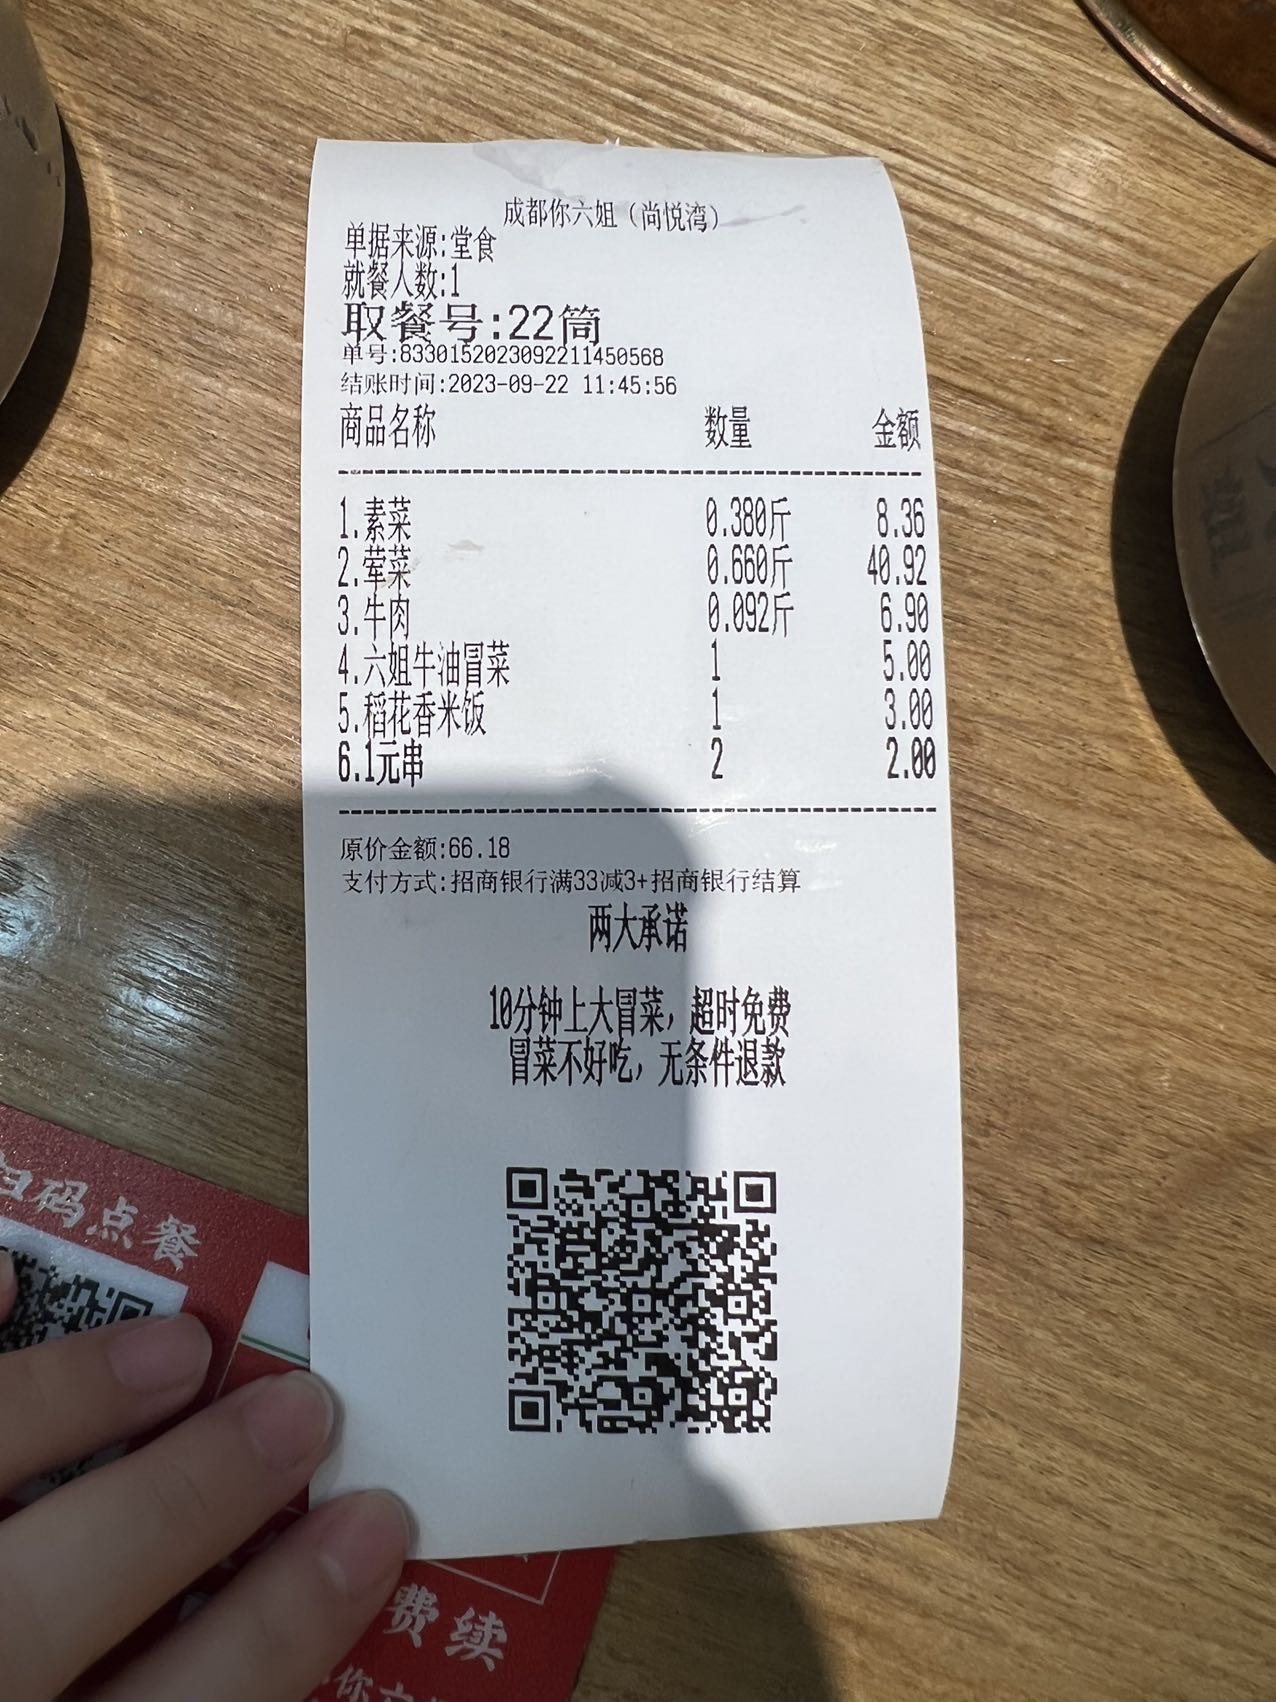 成都你六姐（尚悦湾）
单据来源:堂食
就餐人数:1
取餐号:22筒
单号:8330152023092211450568
结账时间:2023-09-22 11:45:56
商品名称 数量 金额
1.素菜 0.380斤 8.36
2.荤菜 0.660斤 40.92
3.牛肉 0.092斤 6.90
4.六姐牛油冒菜 1 5.00
5.稻花香米饭 1 3.00
6.1元串 2 2.00
原价金额:66.18
支付方式:招商银行满33减3+招商银行结算
两大承诺
10分钟上大冒菜，超时免费
冒菜不好吃，无条件退款
扫码点餐
费续
你六